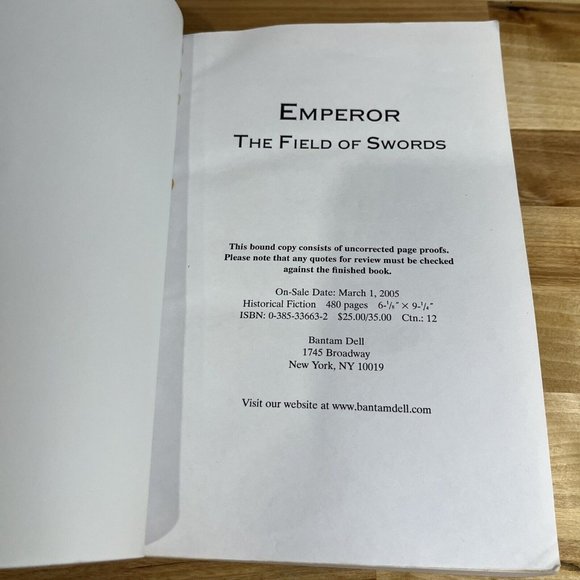 EMPEROR
THE FIELD OF SWORDS
This bound copy consists of uncorrected page proofs.
Please note that any quotes for review must be checked
against the finished book.
On-Sale Date: March 1, 2005
Historical Fiction 480 pages 6-1/8″ × 9-1/4″
ISBN: 0-385-33663-2 $25.00/35.00 Ctn.: 12
Bantam Dell
1745 Broadway
New York, NY 10019
Visit our website at www.bantamdell.com